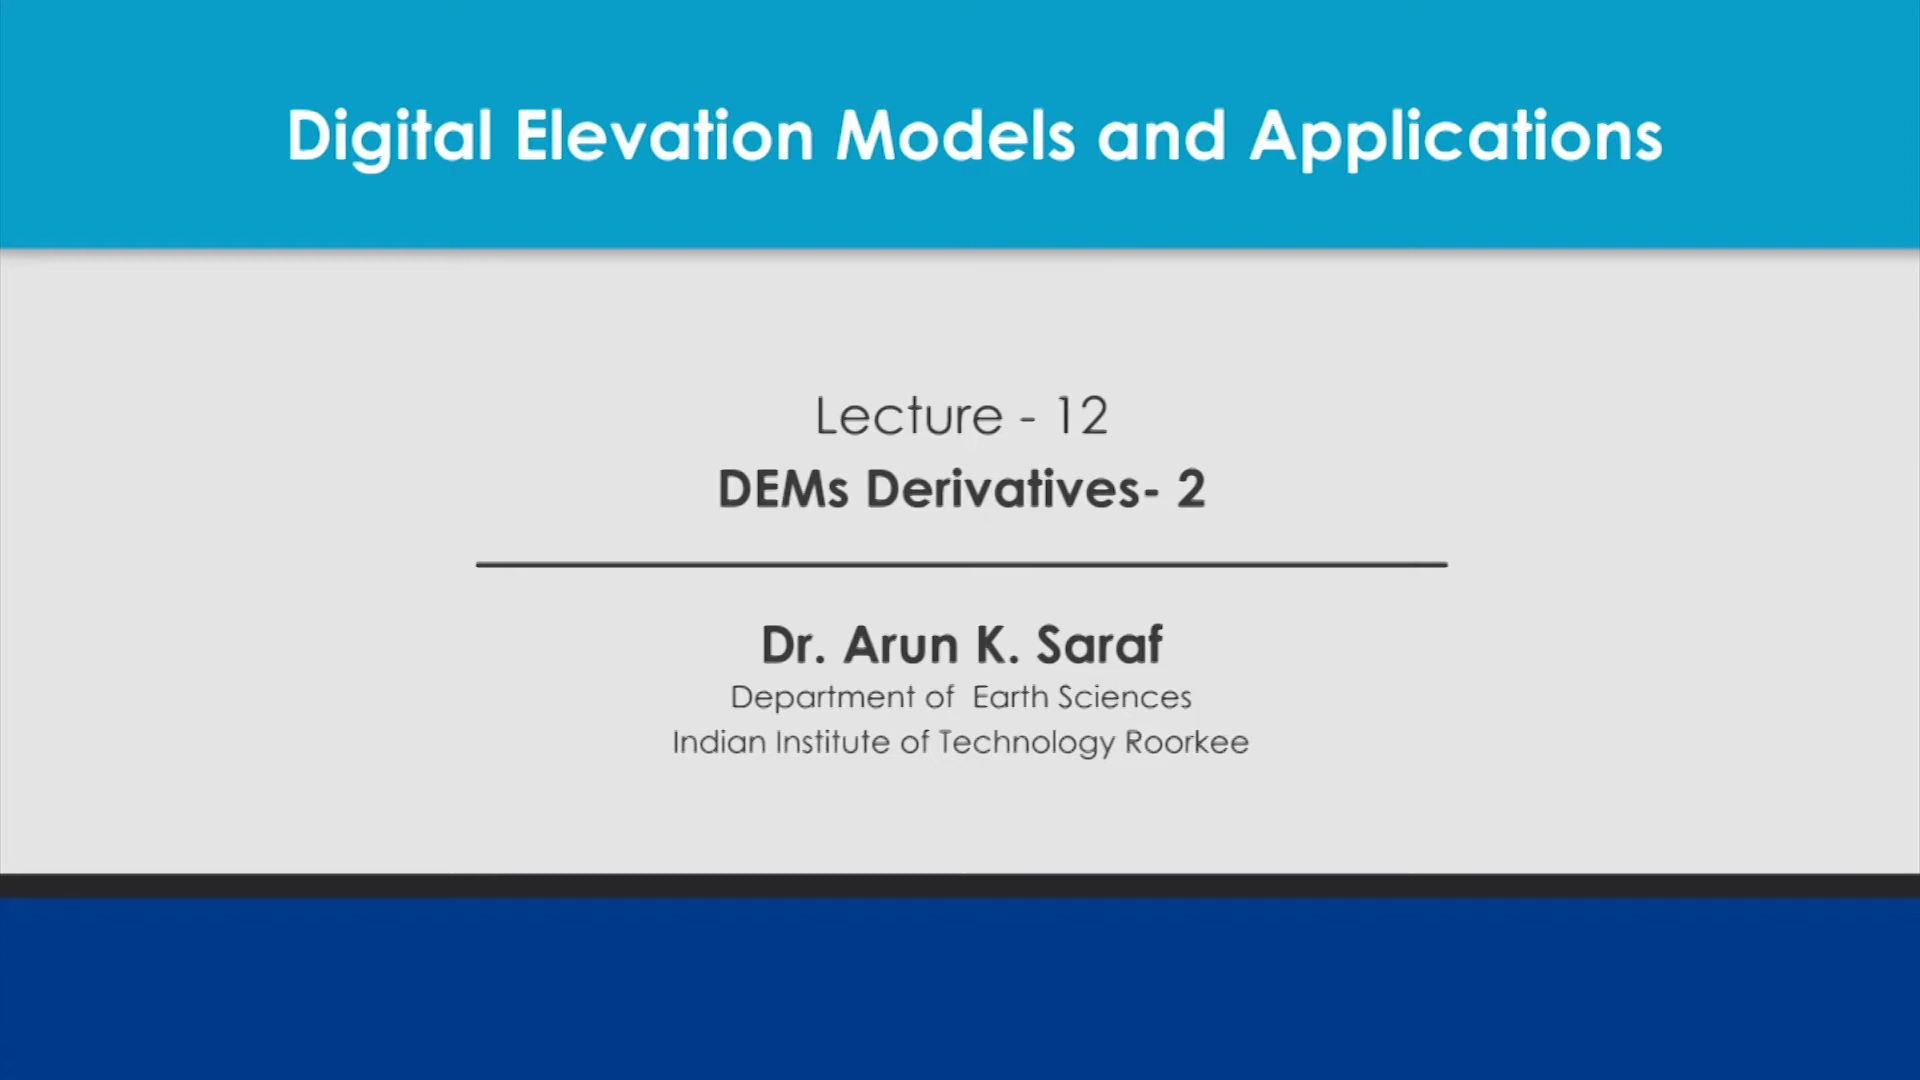 Digital Elevation Models and Applications
Lecture - 12
DEMs Derivatives- 2
Dr. Arun K. Saraf
Department of Earth Sciences
Indian Institute of Technology Roorkee